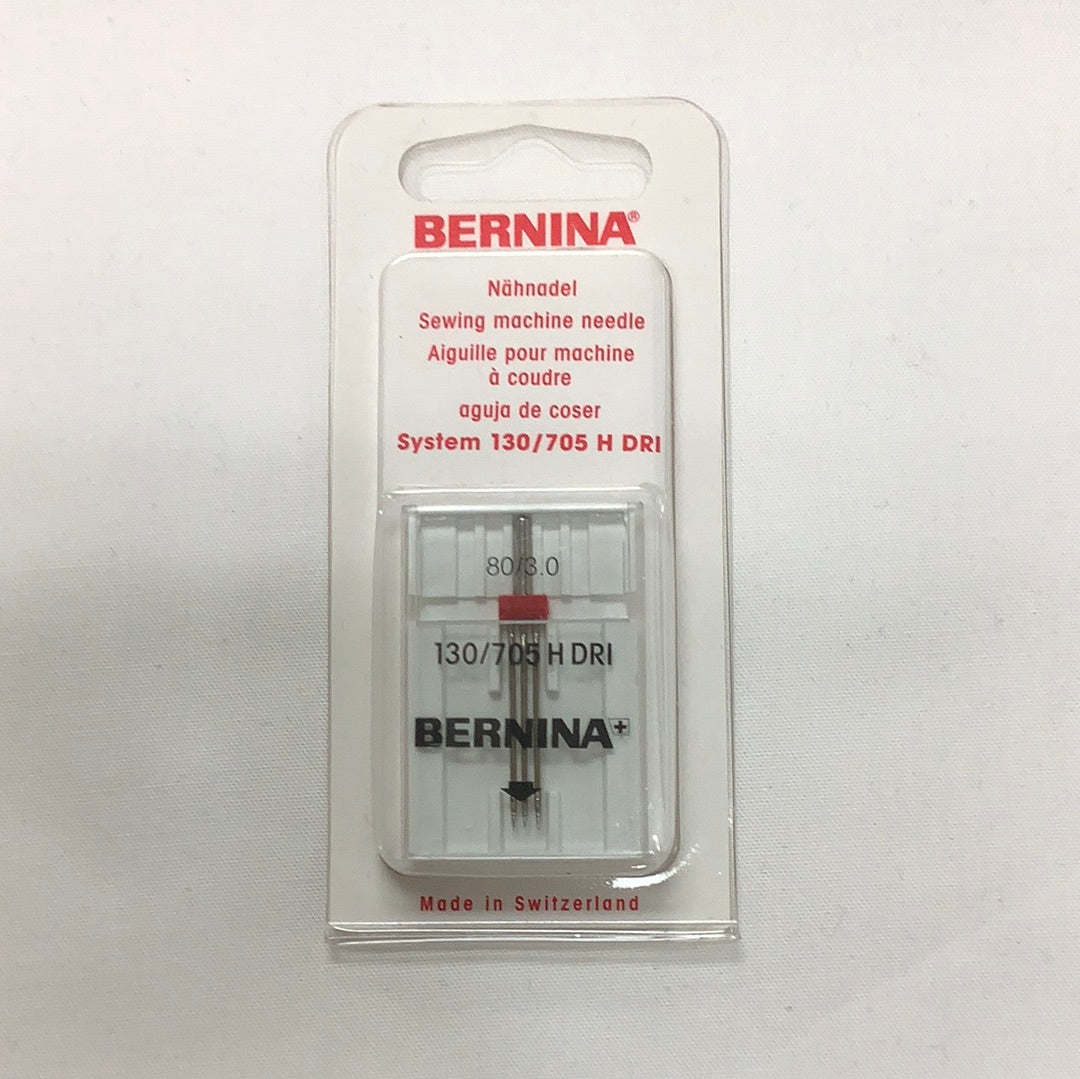 BERNINA®
Nähnadel
Sewing machine needle
Aiguille pour machine
à coudre
aguja de coser
System 130/705 H DRI
80/3.0
130/705 H DRI
BERNINA+
Made in Switzerland